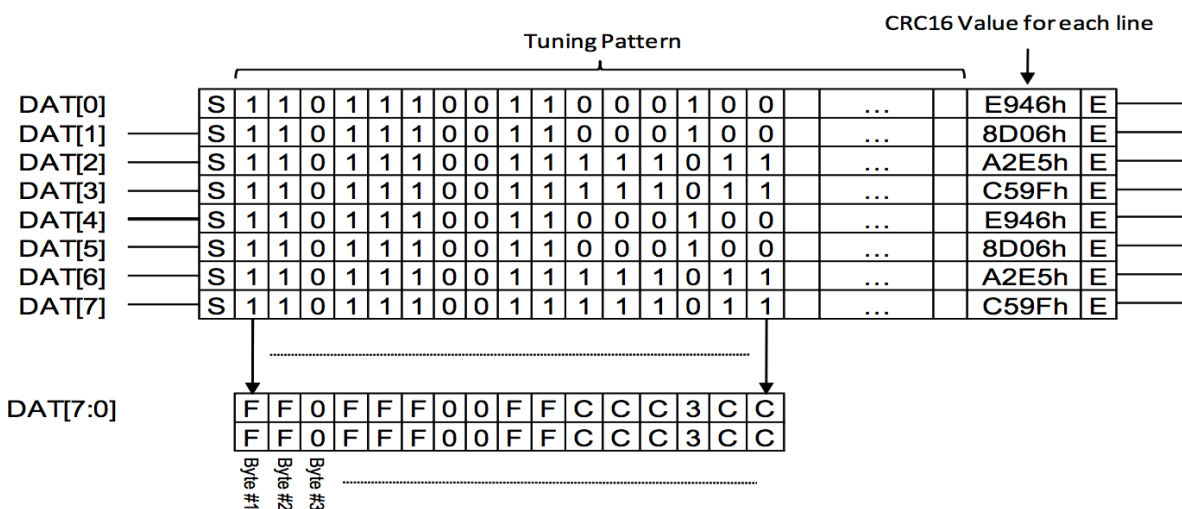 CRC16 Value for each line
Tuning Pattern
DAT[0] S 1 1 0 1 1 1 0 0 1 1 0 0 0 1 0 0 ... E946h E
DAT[1] S 1 1 0 1 1 1 0 0 1 1 0 0 0 1 0 0 ... 8D06h E
DAT[2] S 1 1 0 1 1 1 0 0 1 1 1 1 1 0 1 1 ... A2E5h E
DAT[3] S 1 1 0 1 1 1 0 0 1 1 1 1 1 0 1 1 ... C59Fh E
DAT[4] S 1 1 0 1 1 1 0 0 1 1 0 0 0 1 0 0 ... E946h E
DAT[5] S 1 1 0 1 1 1 0 0 1 1 0 0 0 1 0 0 ... 8D06h E
DAT[6] S 1 1 0 1 1 1 0 0 1 1 1 1 1 0 1 1 ... A2E5h E
DAT[7] S 1 1 0 1 1 1 0 0 1 1 1 1 1 0 1 1 ... C59Fh E
DAT[7:0] F F 0 F F F 0 0 F F C C C 3 C C
F F 0 F F F 0 0 F F C C C 3 C C
Byte #1
Byte #2
Byte #3